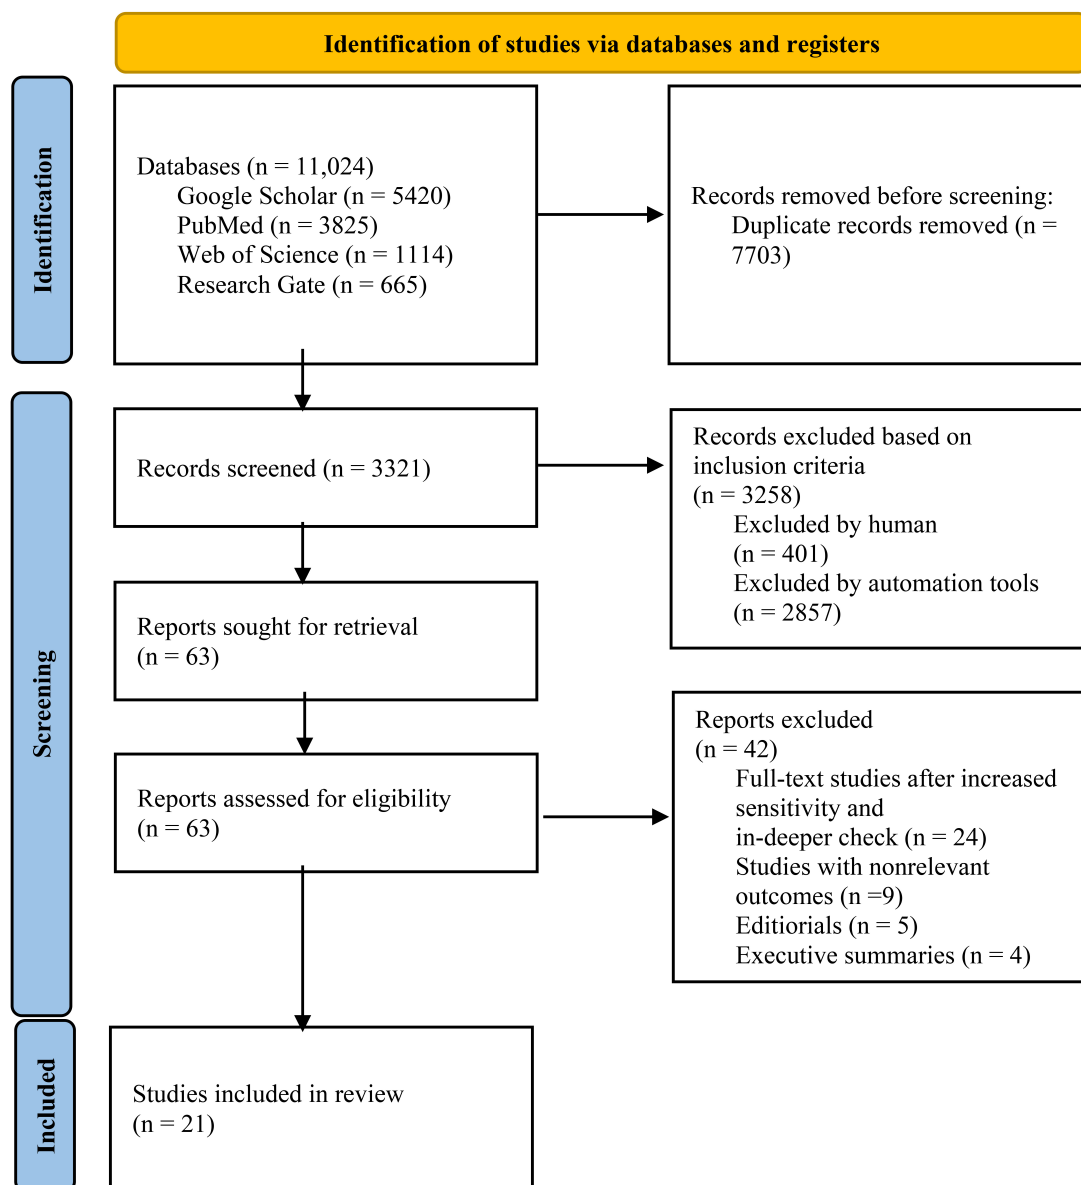 Identification of studies via databases and registers
Identification
Databases (n = 11,024)
Google Scholar (n = 5420)
PubMed (n = 3825)
Web of Science (n = 1114)
Research Gate (n = 665)
Records removed before screening:
Duplicate records removed (n =
7703)
Screening
Records screened (n = 3321)
Records excluded based on
inclusion criteria
(n = 3258)
Excluded by human
(n = 401)
Excluded by automation tools
(n = 2857)
Reports sought for retrieval
(n = 63)
Reports assessed for eligibility
(n = 63)
Reports excluded
(n = 42)
Full-text studies after increased
sensitivity and
in-deeper check (n = 24)
Studies with nonrelevant
outcomes (n =9)
Editiorials (n = 5)
Executive summaries (n = 4)
Included
Studies included in review
(n = 21)